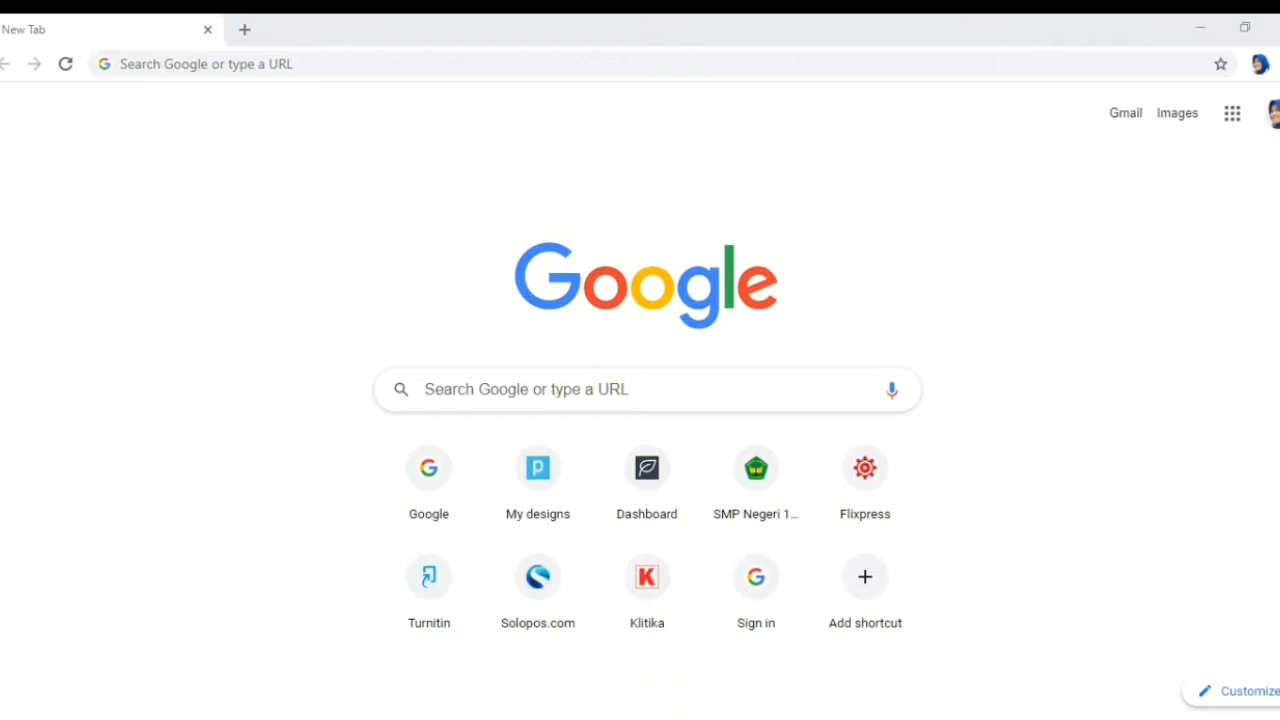 New Tab
Search Google or type a URL
Gmail Images
Google
Search Google or type a URL
Google My designs Dashboard SMP Negeri 1... Flixpress
Turnitin Solopos.com Klitika Sign in Add shortcut
Customize